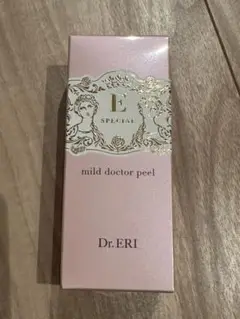 E
SPECIAL
mild doctor peel
Dr. ERI